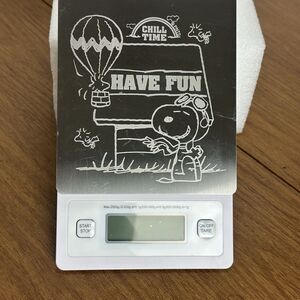 CHILL
TIME
HAVE FUN
START
STOP
ON/OFF
TARE